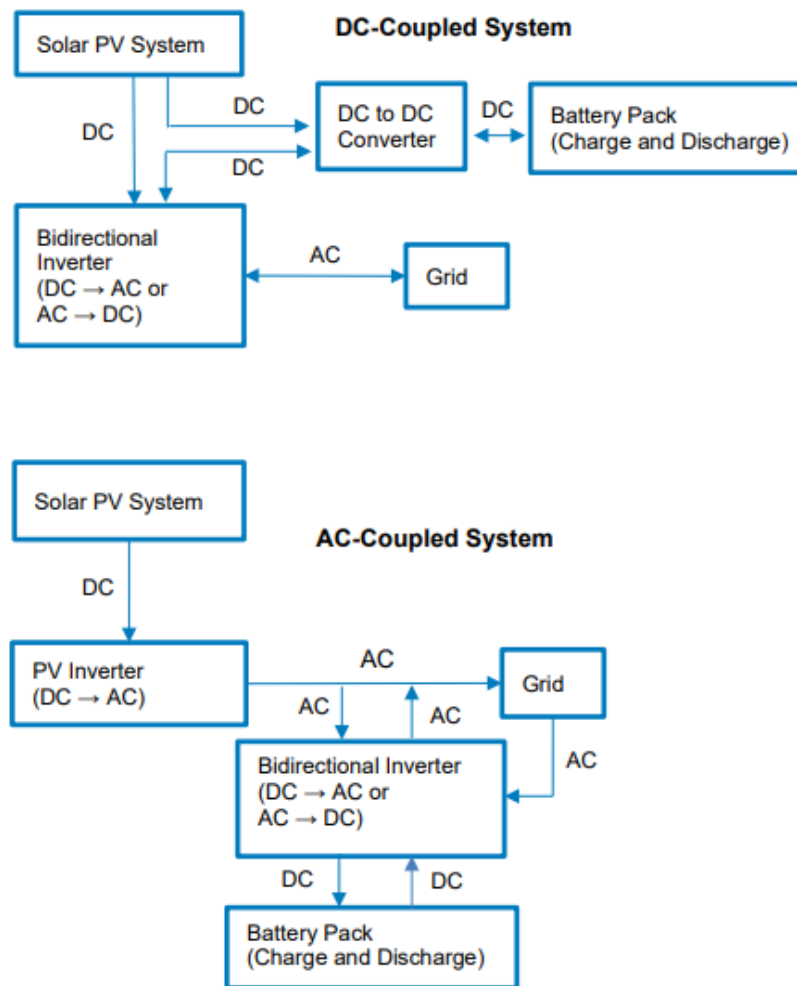 DC-Coupled System
Solar PV System
DC
DC
DC
DC to DC
Converter
DC
Battery Pack
(Charge and Discharge)
Bidirectional
Inverter
(DC → AC or
AC → DC)
AC
Grid
Solar PV System
AC-Coupled System
DC
PV Inverter
(DC → AC)
AC
Grid
AC
AC
AC
Bidirectional Inverter
(DC → AC or
AC → DC)
DC
DC
Battery Pack
(Charge and Discharge)